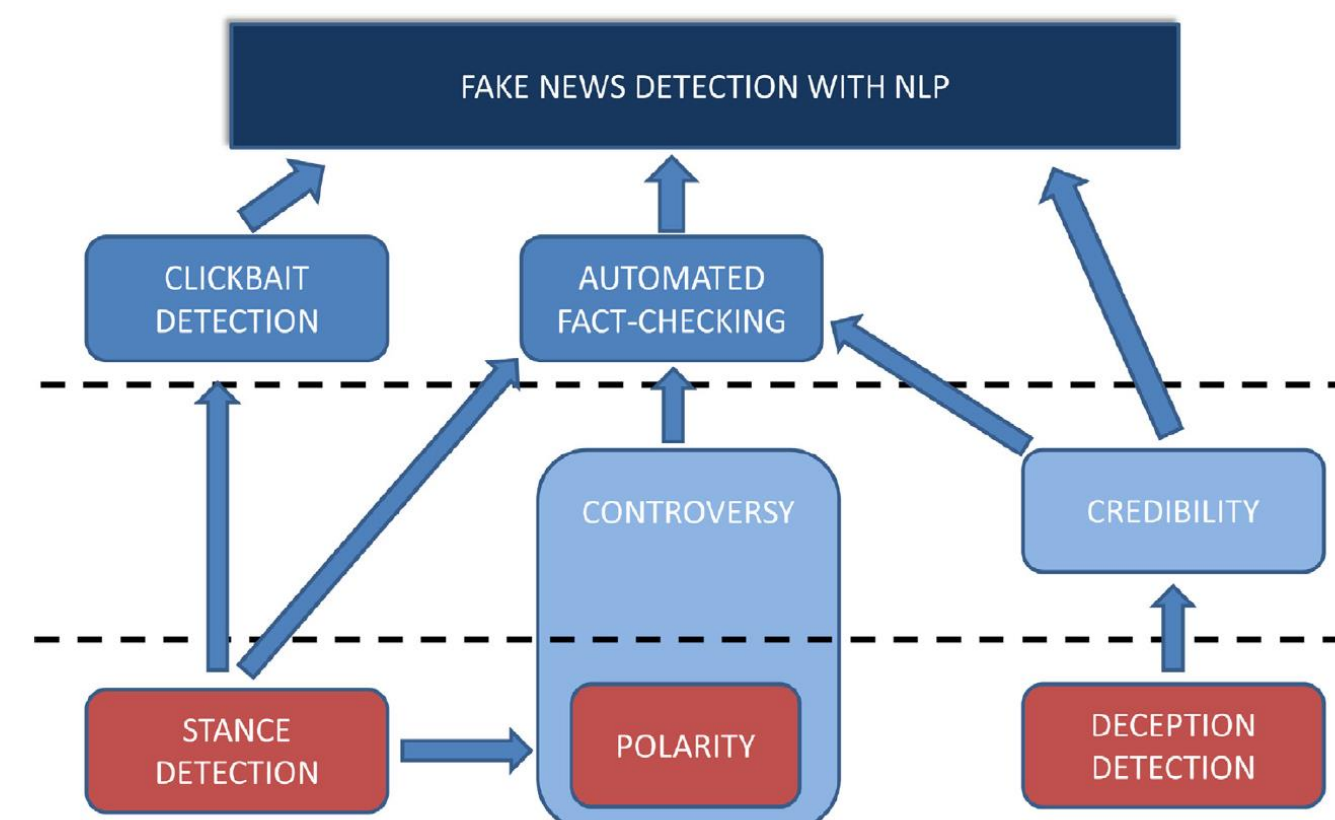 FAKE NEWS DETECTION WITH NLP
CLICKBAIT
DETECTION
AUTOMATED
FACT-CHECKING
CONTROVERSY
CREDIBILITY
STANCE
DETECTION
POLARITY
DECEPTION
DETECTION